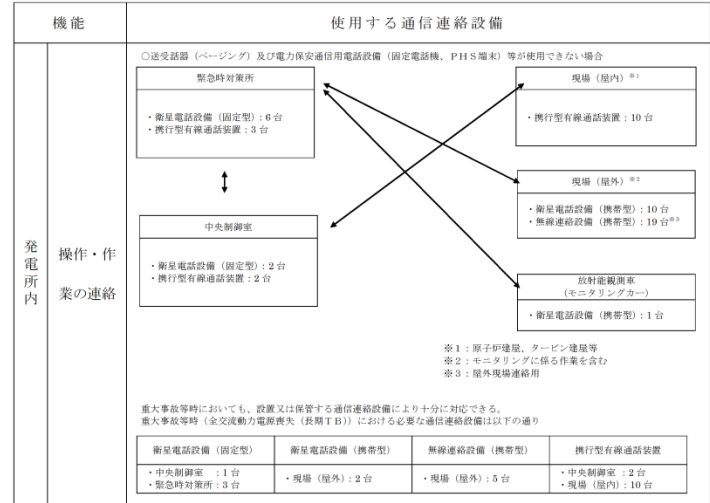 機能
使用する通信連絡設備
発電所内
操作・作業の連絡
○送受話器（ページング）及び電力保安通信用電話設備（固定電話機、ＰＨＳ端末）等が使用できない場合
緊急時対策所
・衛星電話設備（固定型）：6 台
・携行型有線通話装置：3 台
現場（屋内）※1
・携行型有線通話装置：10 台
現場（屋外）※2
・衛星電話設備（携帯型）：10 台
・無線連絡設備（携帯型）：19 台※3
中央制御室
・衛星電話設備（固定型）：2 台
・携行型有線通話装置：2 台
放射能観測車
(モニタリングカー)
・衛星電話設備（携帯型）：1 台
※1：原子炉建屋、タービン建屋等
※2：モニタリングに係る作業を含む
※3：屋外現場連絡用
重大事故等時においても、設置又は保管する通信連絡設備により十分に対応できる。
重大事故等時（全交流動力電源喪失（長期ＴＢ））における必要な通信連絡設備は以下の通り
衛星電話設備（固定型）
衛星電話設備（携帯型）
無線連絡設備（携帯型）
携行型有線通話装置
・中央制御室　：1 台
・緊急時対策所：3 台
・現場（屋外）：2 台
・現場（屋外）：5 台
・中央制御室　：2 台
・現場（屋内）：10 台